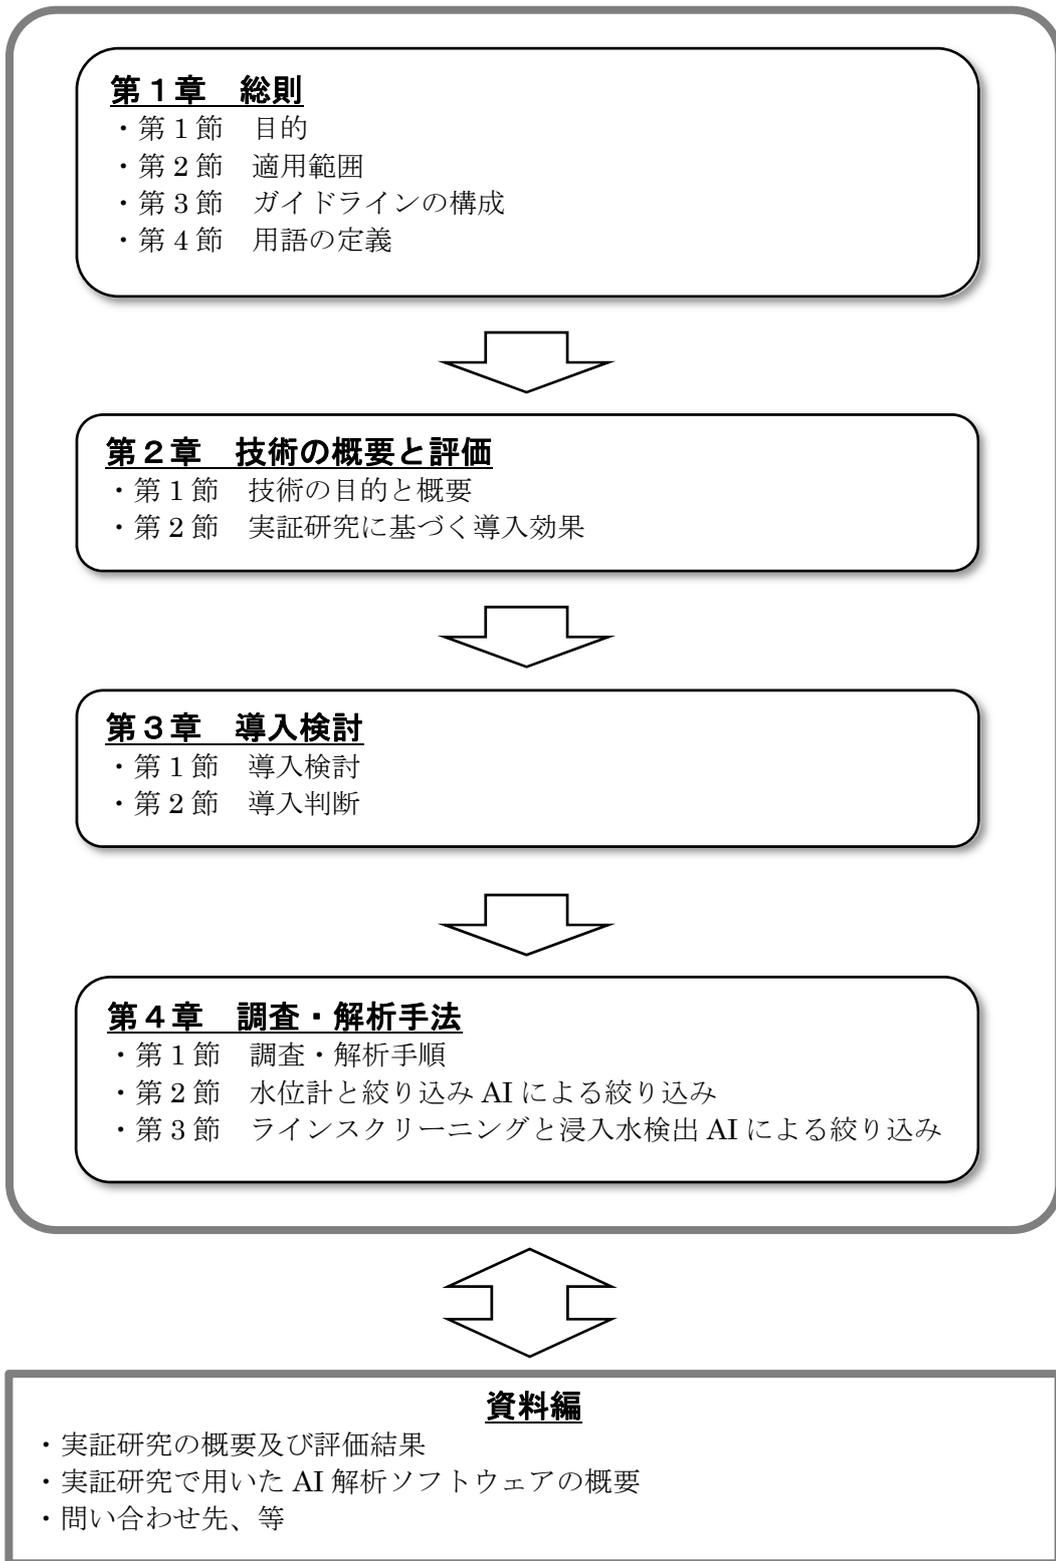 第１章　総則
・第 1 節　目的
・第 2 節　適用範囲
・第 3 節　ガイドラインの構成
・第 4 節　用語の定義
第２章　技術の概要と評価
・第 1 節　技術の目的と概要
・第 2 節　実証研究に基づく導入効果
第３章　導入検討
・第 1 節　導入検討
・第 2 節　導入判断
第４章　調査・解析手法
・第 1 節　調査・解析手順
・第 2 節　水位計と絞り込み AI による絞り込み
・第 3 節　ラインスクリーニングと浸入水検出 AI による絞り込み
資料編
・実証研究の概要及び評価結果
・実証研究で用いた AI 解析ソフトウェアの概要
・問い合わせ先、等